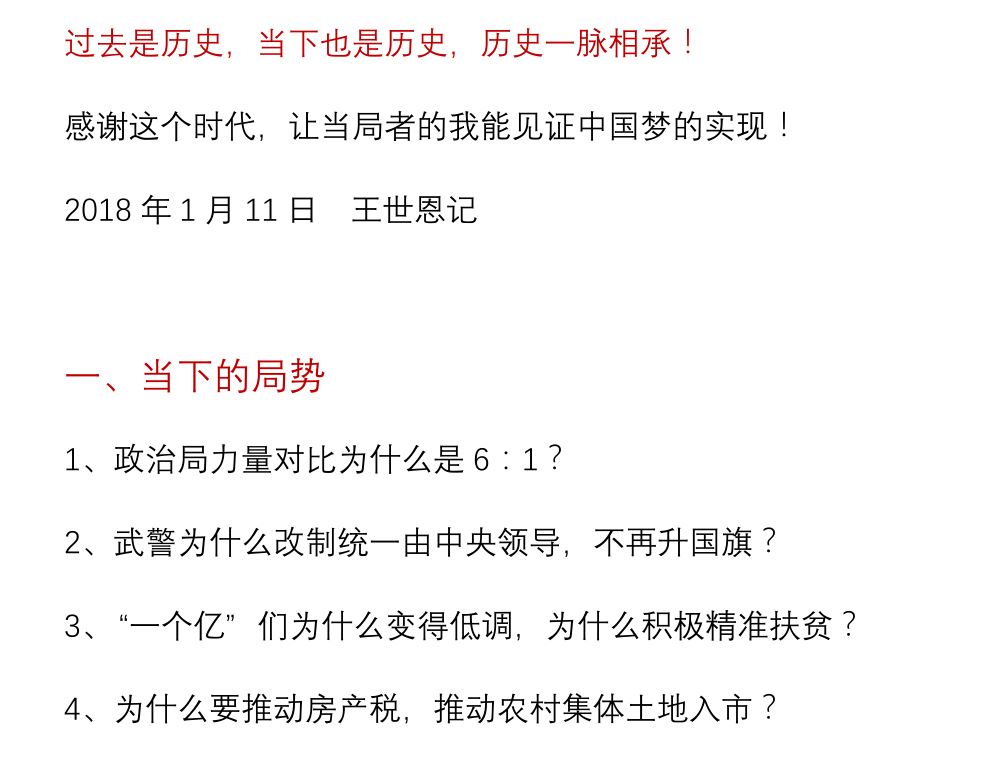 过去是历史，当下也是历史，历史一脉相承！
感谢这个时代，让当局者的我能见证中国梦的实现！
2018 年 1 月 11 日　王世恩记
一、当下的局势
1、政治局力量对比为什么是 6：1？
2、武警为什么改制统一由中央领导，不再升国旗？
3、“一个亿”们为什么变得低调，为什么积极精准扶贫？
4、为什么要推动房产税，推动农村集体土地入市？